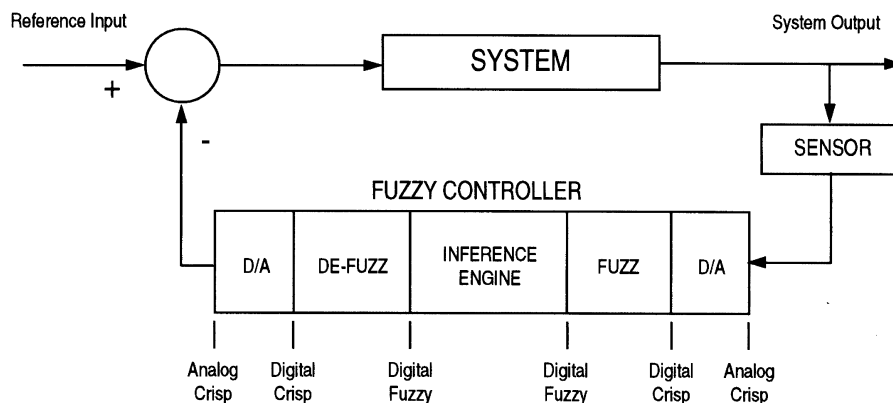 Reference Input
System Output
SYSTEM
+
-
SENSOR
FUZZY CONTROLLER
D/A
DE-FUZZ
INFERENCE
ENGINE
FUZZ
D/A
Analog
Crisp
Digital
Crisp
Digital
Fuzzy
Digital
Fuzzy
Digital
Crisp
Analog
Crisp